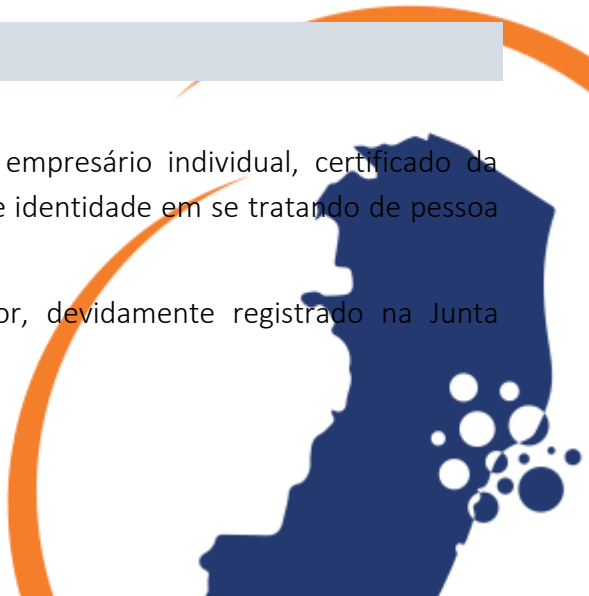 empresário individual, certificado da
e identidade em se tratando de pessoa
or, devidamente registrado na Junta